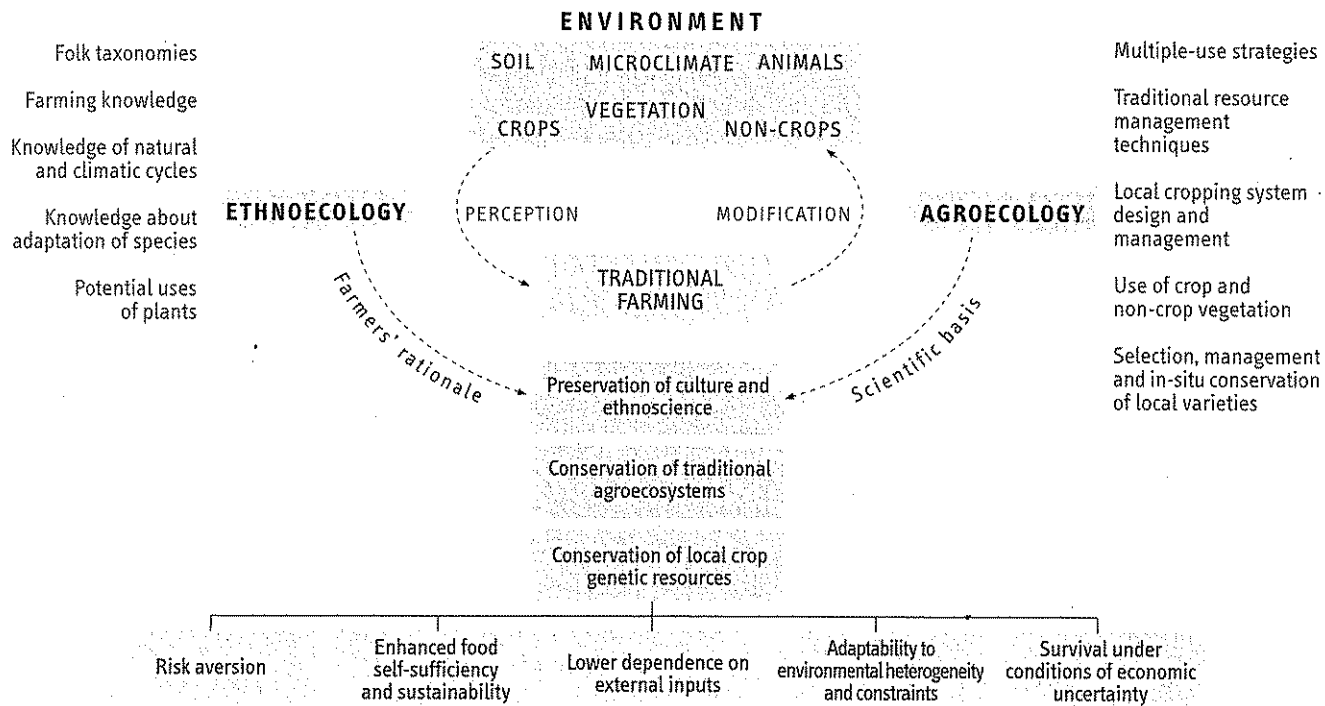 ENVIRONMENT
SOIL MICROCLIMATE ANIMALS
VEGETATION
CROPS NON-CROPS
Folk taxonomies
Farming knowledge
Knowledge of natural
and climatic cycles
Knowledge about
adaptation of species
Potential uses
of plants
ETHNOECOLOGY
PERCEPTION
MODIFICATION
AGROECOLOGY
Multiple-use strategies
Traditional resource
management
techniques
Local cropping system
design and
management
Use of crop and
non-crop vegetation
Selection, management
and in-situ conservation
of local varieties
TRADITIONAL
FARMING
Farmers' rationale
Scientific basis
Preservation of culture and
ethnoscience
Conservation of traditional
agroecosystems
Conservation of local crop
genetic resources
Risk aversion
Enhanced food
self-sufficiency
and sustainability
Lower dependence on
external inputs
Adaptability to
environmental heterogeneity
and constraints
Survival under
conditions of economic
uncertainty